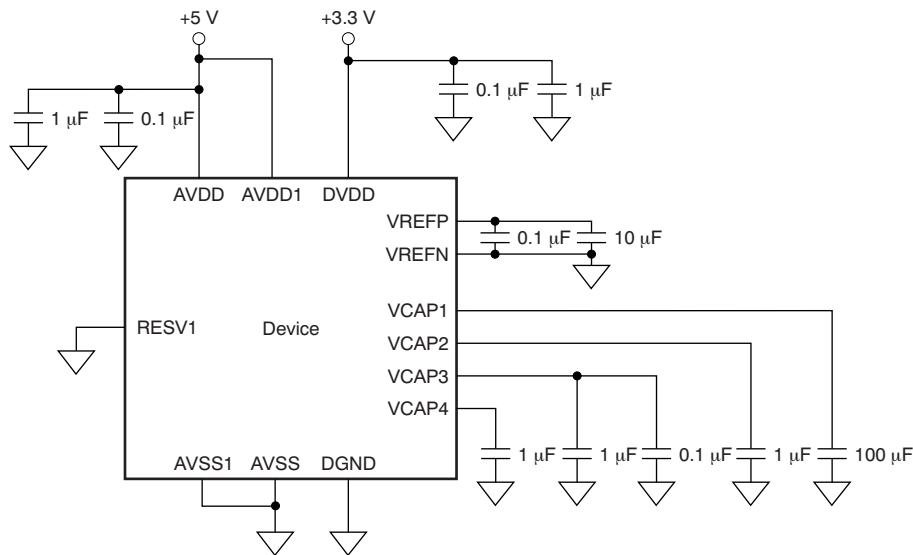 +5 V
+3.3 V
1 μF
0.1 μF
0.1 μF
1 μF
AVDD
AVDD1
DVDD
VREFP
0.1 μF
10 μF
VREFN
RESV1
Device
VCAP1
VCAP2
VCAP3
VCAP4
1 μF
1 μF
0.1 μF
1 μF
100 μF
AVSS1
AVSS
DGND